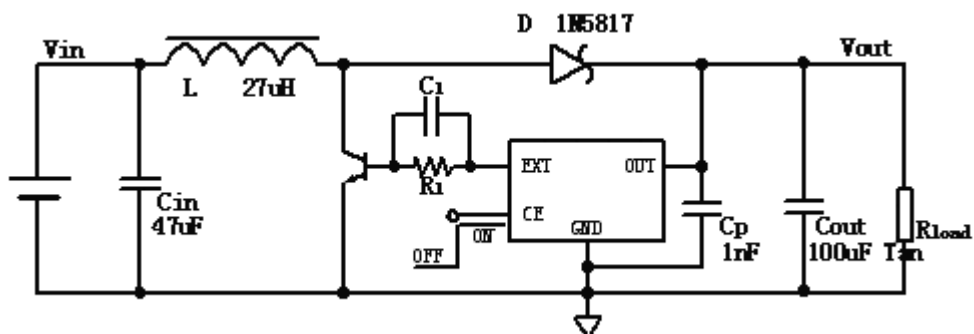 D 1N5817
Vin
Vout
L 27uH
C1
R1
EXT
OUT
CE
GND
ON
OFF
Cin
47uF
Cp
1nF
Cout
100uF Tan
Rload